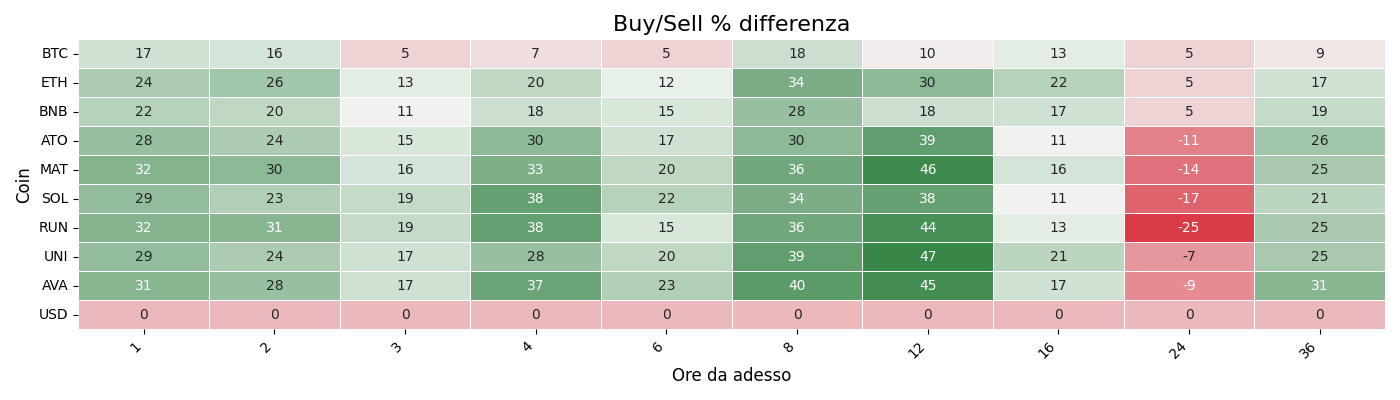 Buy/Sell % differenza
Coin
BTC 17 16 5 7 5 18 10 13 5 9
ETH 24 26 13 20 12 34 30 22 5 17
BNB 22 20 11 18 15 28 18 17 5 19
ATO 28 24 15 30 17 30 39 11 -11 26
MAT 32 30 16 33 20 36 46 16 -14 25
SOL 29 23 19 38 22 34 38 11 -17 21
RUN 32 31 19 38 15 36 44 13 -25 25
UNI 29 24 17 28 20 39 47 21 -7 25
AVA 31 28 17 37 23 40 45 17 -9 31
USD 0 0 0 0 0 0 0 0 0 0
1 2 3 4 6 8 12 16 24 36
Ore da adesso